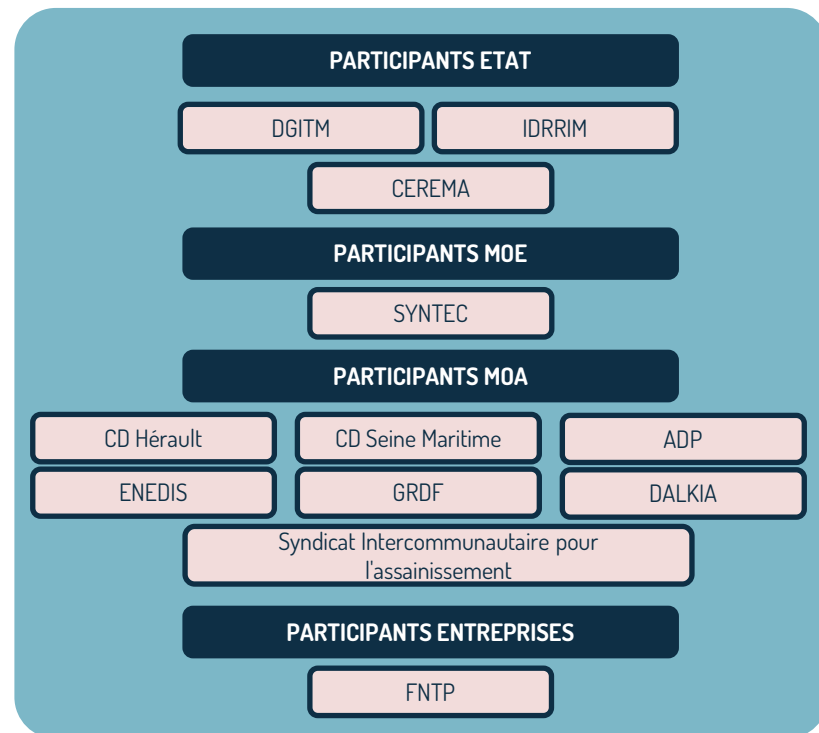 PARTICIPANTS ETAT
DGITM
IDRRIM
CEREMA
PARTICIPANTS MOE
SYNTEC
PARTICIPANTS MOA
CD Hérault
CD Seine Maritime
ADP
ENEDIS
GRDF
DALKIA
Syndicat Intercommunautaire pour
l'assainissement
PARTICIPANTS ENTREPRISES
FNTP